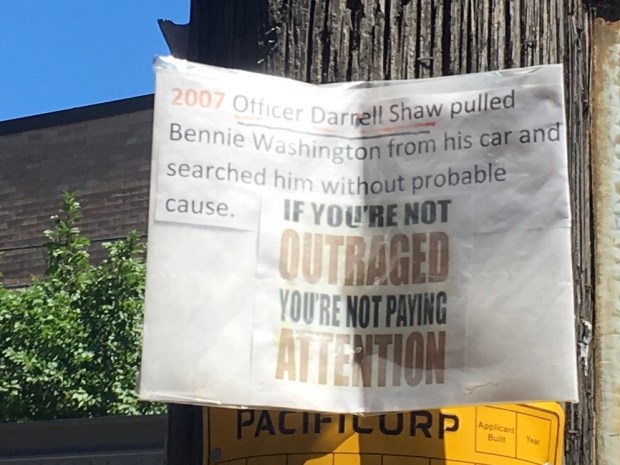 2007 Officer Darrell Shaw pulled
Bennie Washington from his car and
searched him without probable
cause.
IF YOU'RE NOT
OUTRAGED
YOU'RE NOT PAYING
ATTENTION
PACIFICORP
Applicant
Built
Year